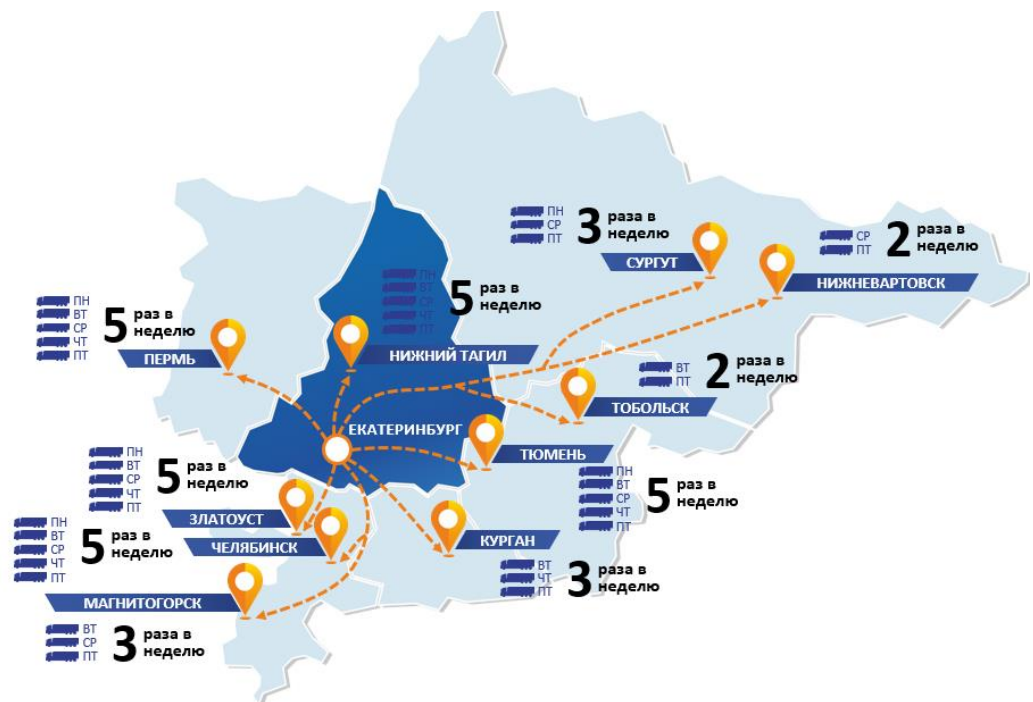 ПН
СР
ПТ
3 раза в
неделю
СУРГУТ
СР
ПТ
2 раза в
неделю
НИЖНЕВАРТОВСК
ПН
ВТ
СР
ЧТ
ПТ
5 раз в
неделю
НИЖНИЙ ТАГИЛ
ПН
ВТ
СР
ЧТ
ПТ
5 раз в
неделю
ПЕРМЬ
ВТ
ПТ
2 раза в
неделю
ТОБОЛЬСК
ЕКАТЕРИНБУРГ
ТЮМЕНЬ
ПН
ВТ
СР
ЧТ
ПТ
5 раз в
неделю
ПН
ВТ
СР
ЧТ
ПТ
5 раз в
неделю
ЗЛАТОУСТ
ПН
ВТ
СР
ЧТ
ПТ
5 раз в
неделю
ЧЕЛЯБИНСК
КУРГАН
ВТ
ЧТ
ПТ
3 раза в
неделю
МАГНИТОГОРСК
ВТ
СР
ПТ
3 раза в
неделю